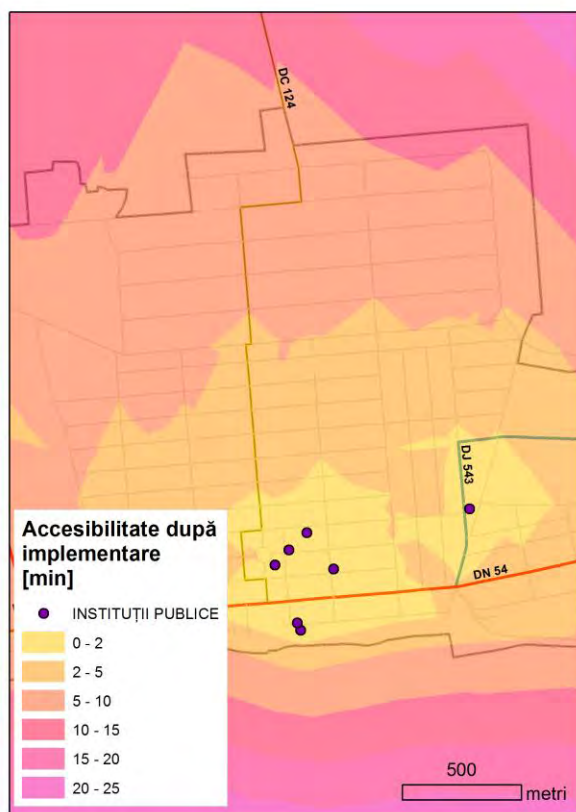 DC 124
DJ 543
DN 54
Accesibilitate după
implementare
[min]
INSTITUȚII PUBLICE
0 - 2
2 - 5
5 - 10
10 - 15
15 - 20
20 - 25
500
metri